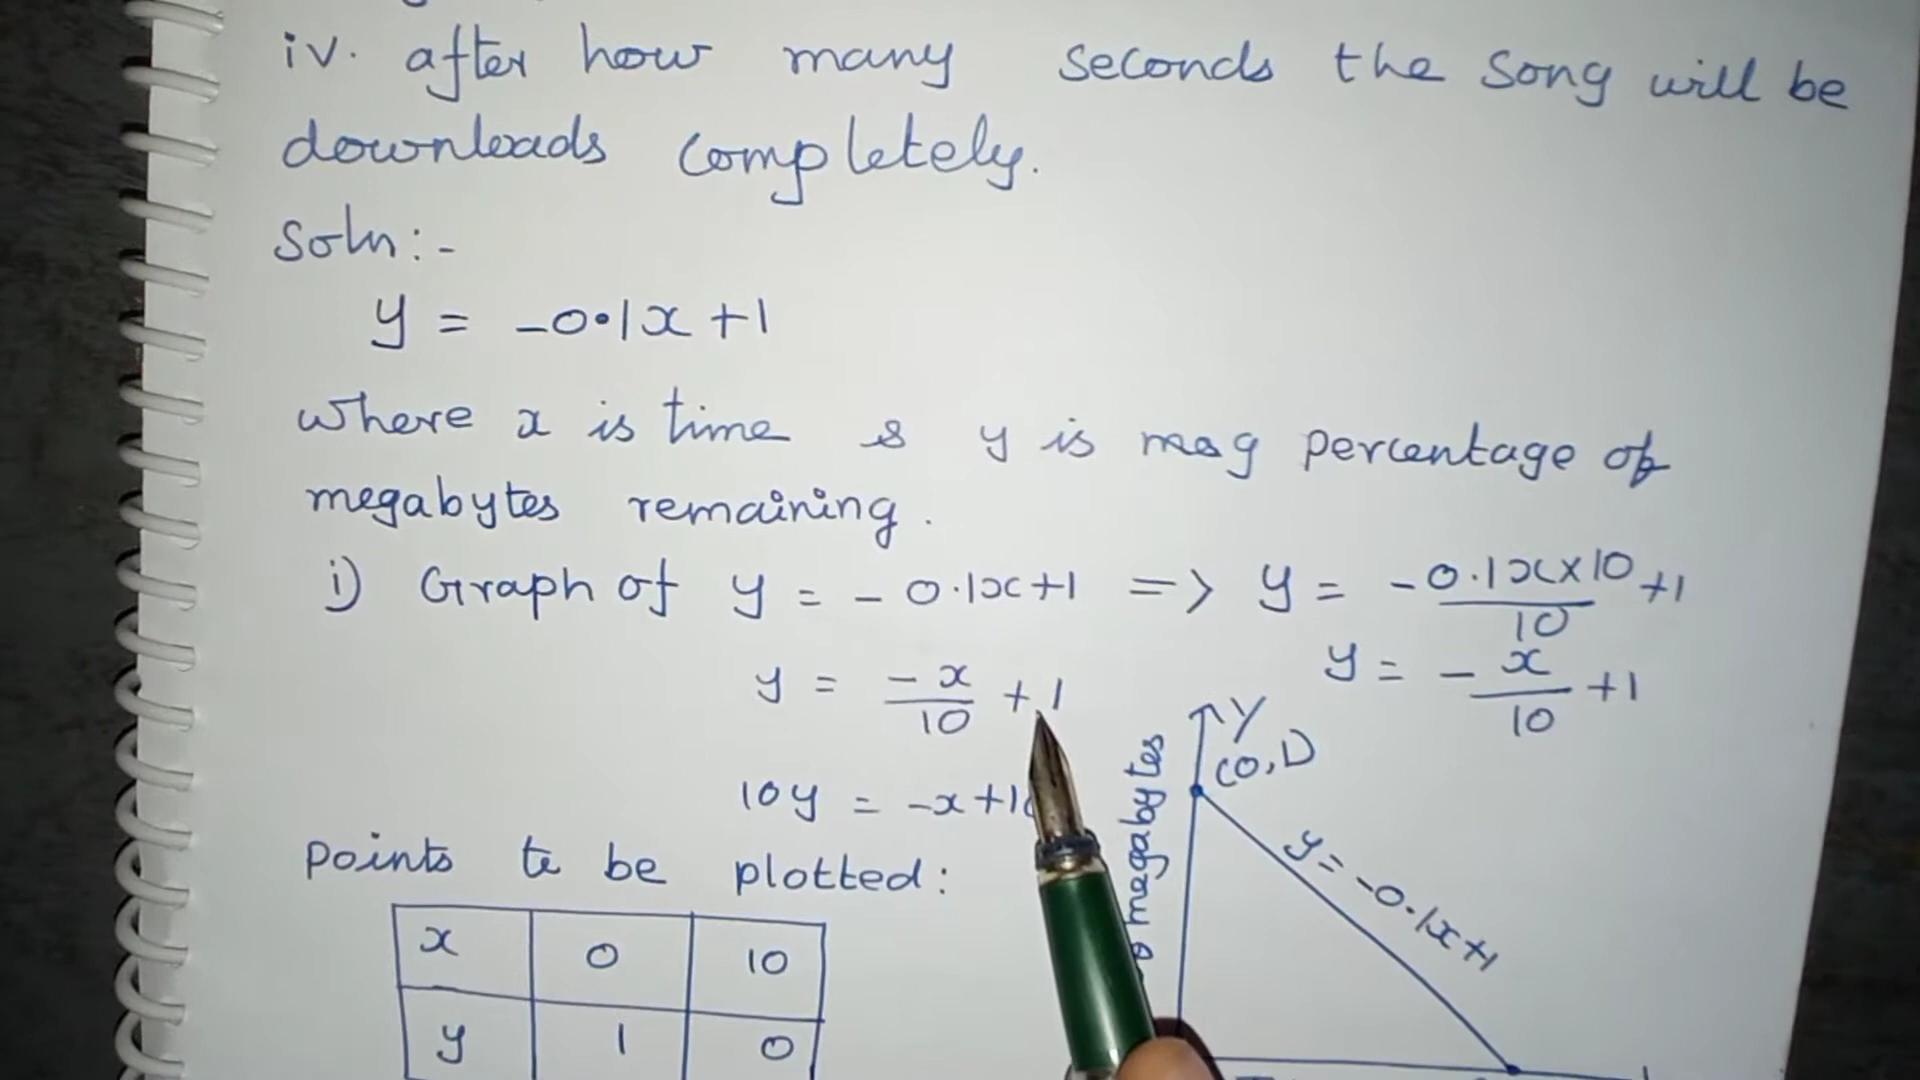 iv. after how many seconds the song will be
downloads completely.
Soln:-
y = -0.1x+1
where x is time & y is mag percentage of
megabytes remaining.
i) Graph of y = -0.1x+1 => y = -0.1x×10/10 +1
y = -x/10 +1
y = -x/10 +1
10y = -x+10
Y
(0,1)
megabytes
y = -0.1x+1
points to be plotted:
x 0 10
y 1 0